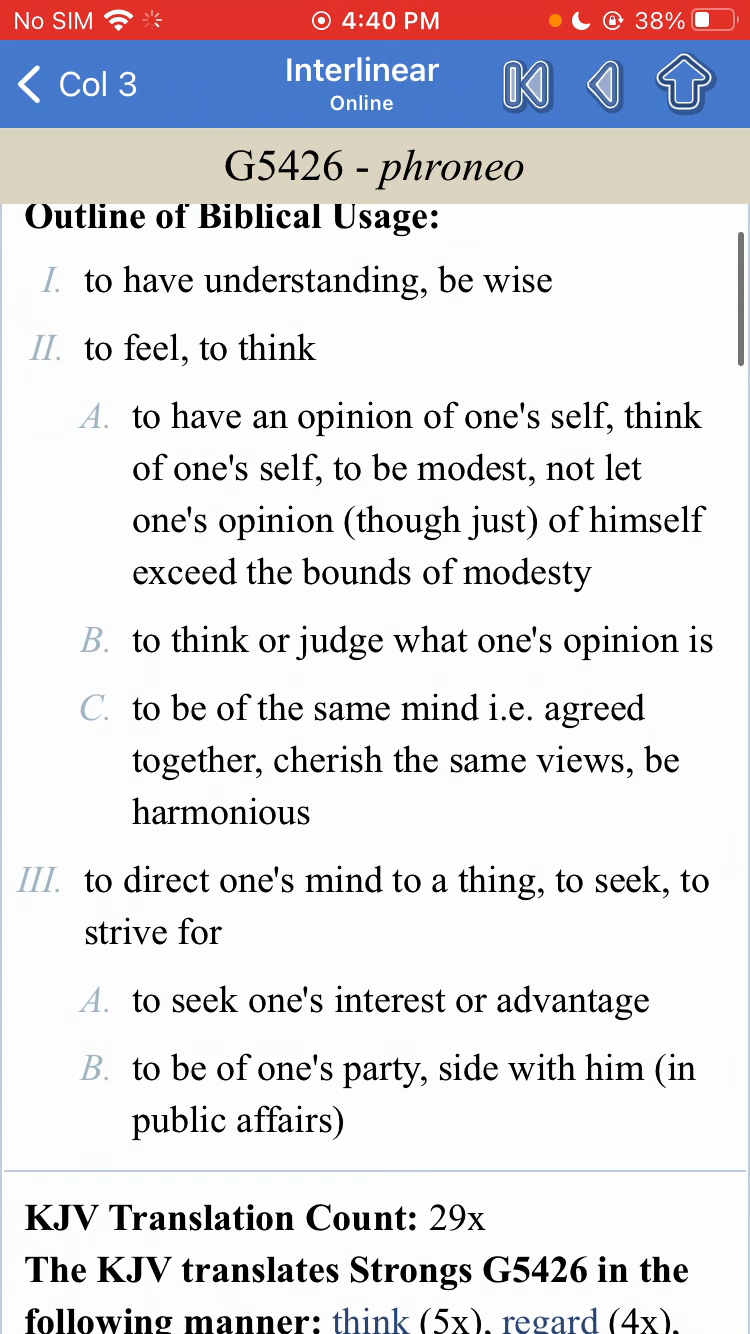 No SIM 4:40 PM 38%
Col 3 Interlinear
Online
G5426 - phroneo
Outline of Biblical Usage:
I. to have understanding, be wise
II. to feel, to think
A. to have an opinion of one's self, think
of one's self, to be modest, not let
one's opinion (though just) of himself
exceed the bounds of modesty
B. to think or judge what one's opinion is
C. to be of the same mind i.e. agreed
together, cherish the same views, be
harmonious
III. to direct one's mind to a thing, to seek, to
strive for
A. to seek one's interest or advantage
B. to be of one's party, side with him (in
public affairs)
KJV Translation Count: 29x
The KJV translates Strongs G5426 in the
following manner: think (5x), regard (4x),